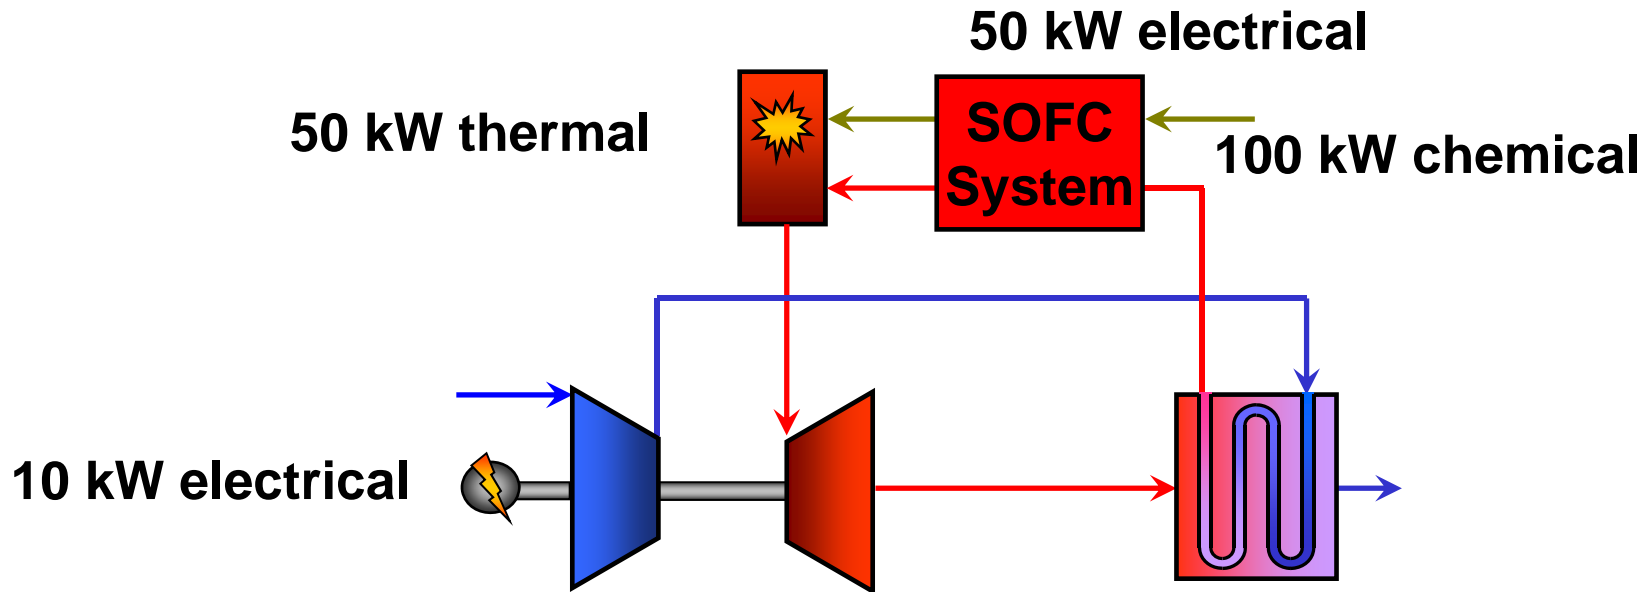 50 kW electrical
50 kW thermal
SOFC
System
100 kW chemical
10 kW electrical